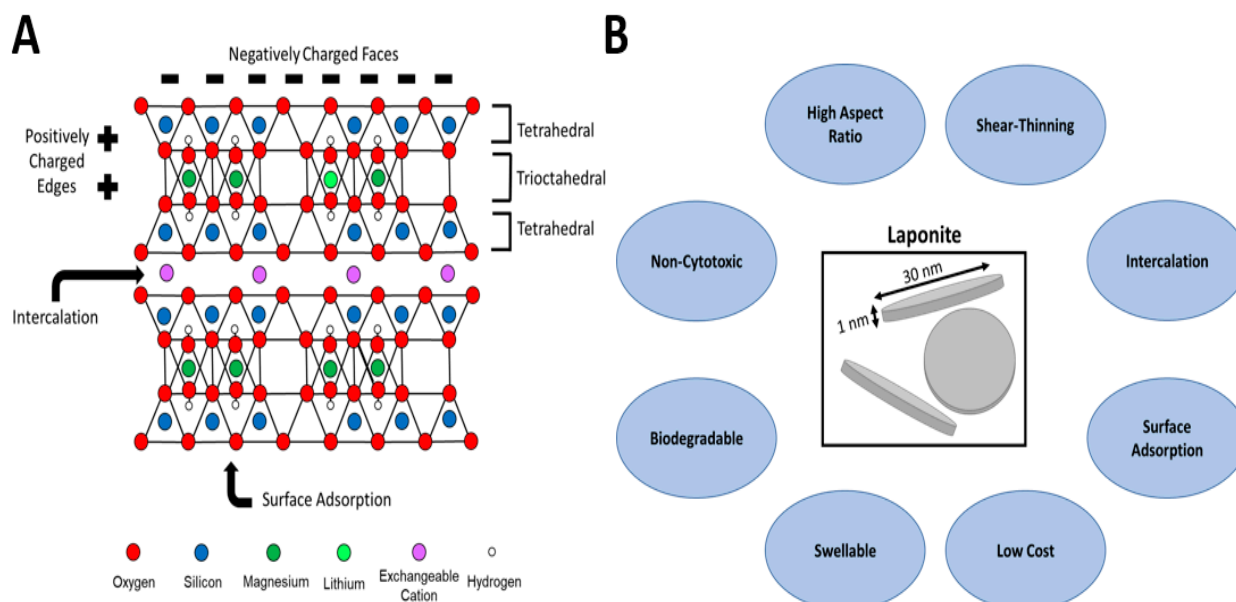 A
Negatively Charged Faces
Positively
Charged
Edges
Tetrahedral
Trioctahedral
Tetrahedral
Intercalation
Surface Adsorption
Oxygen
Silicon
Magnesium
Lithium
Exchangeable
Cation
Hydrogen
B
High Aspect
Ratio
Shear-Thinning
Non-Cytotoxic
Intercalation
Laponite
30 nm
1 nm
Biodegradable
Surface
Adsorption
Swellable
Low Cost